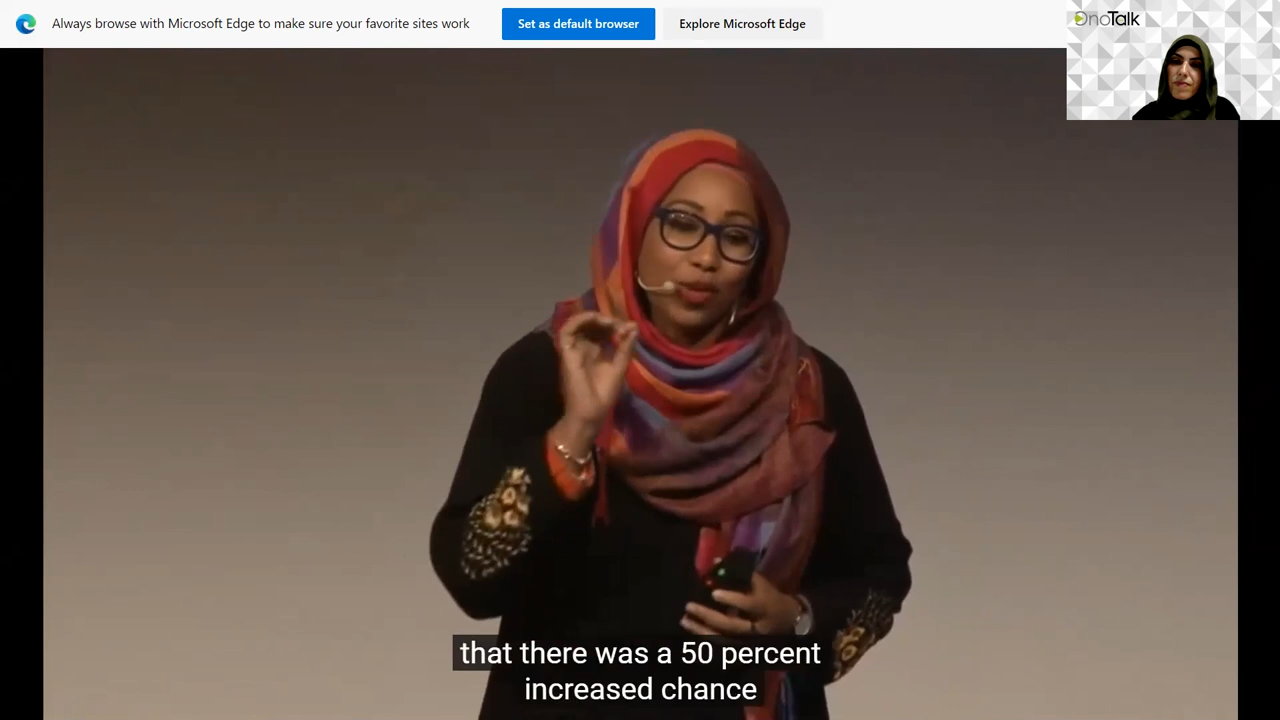 Always browse with Microsoft Edge to make sure your favorite sites work
Set as default browser
Explore Microsoft Edge
OnoTalk
that there was a 50 percent
increased chance